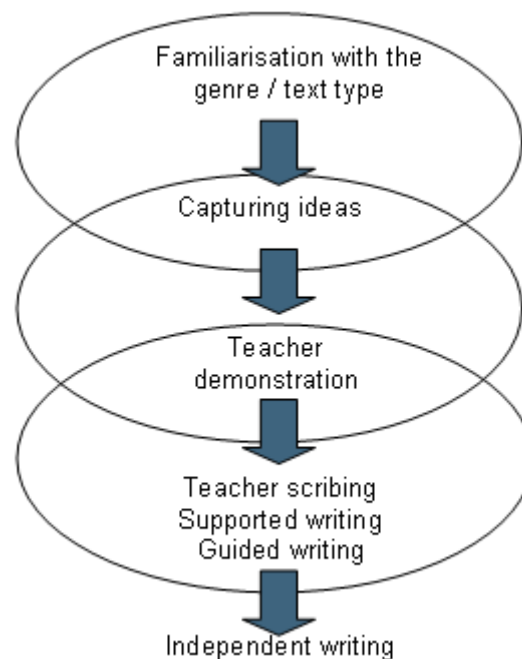 Familiarisation with the
genre / text type
Capturing ideas
Teacher
demonstration
Teacher scribing
Supported writing
Guided writing
Independent writing